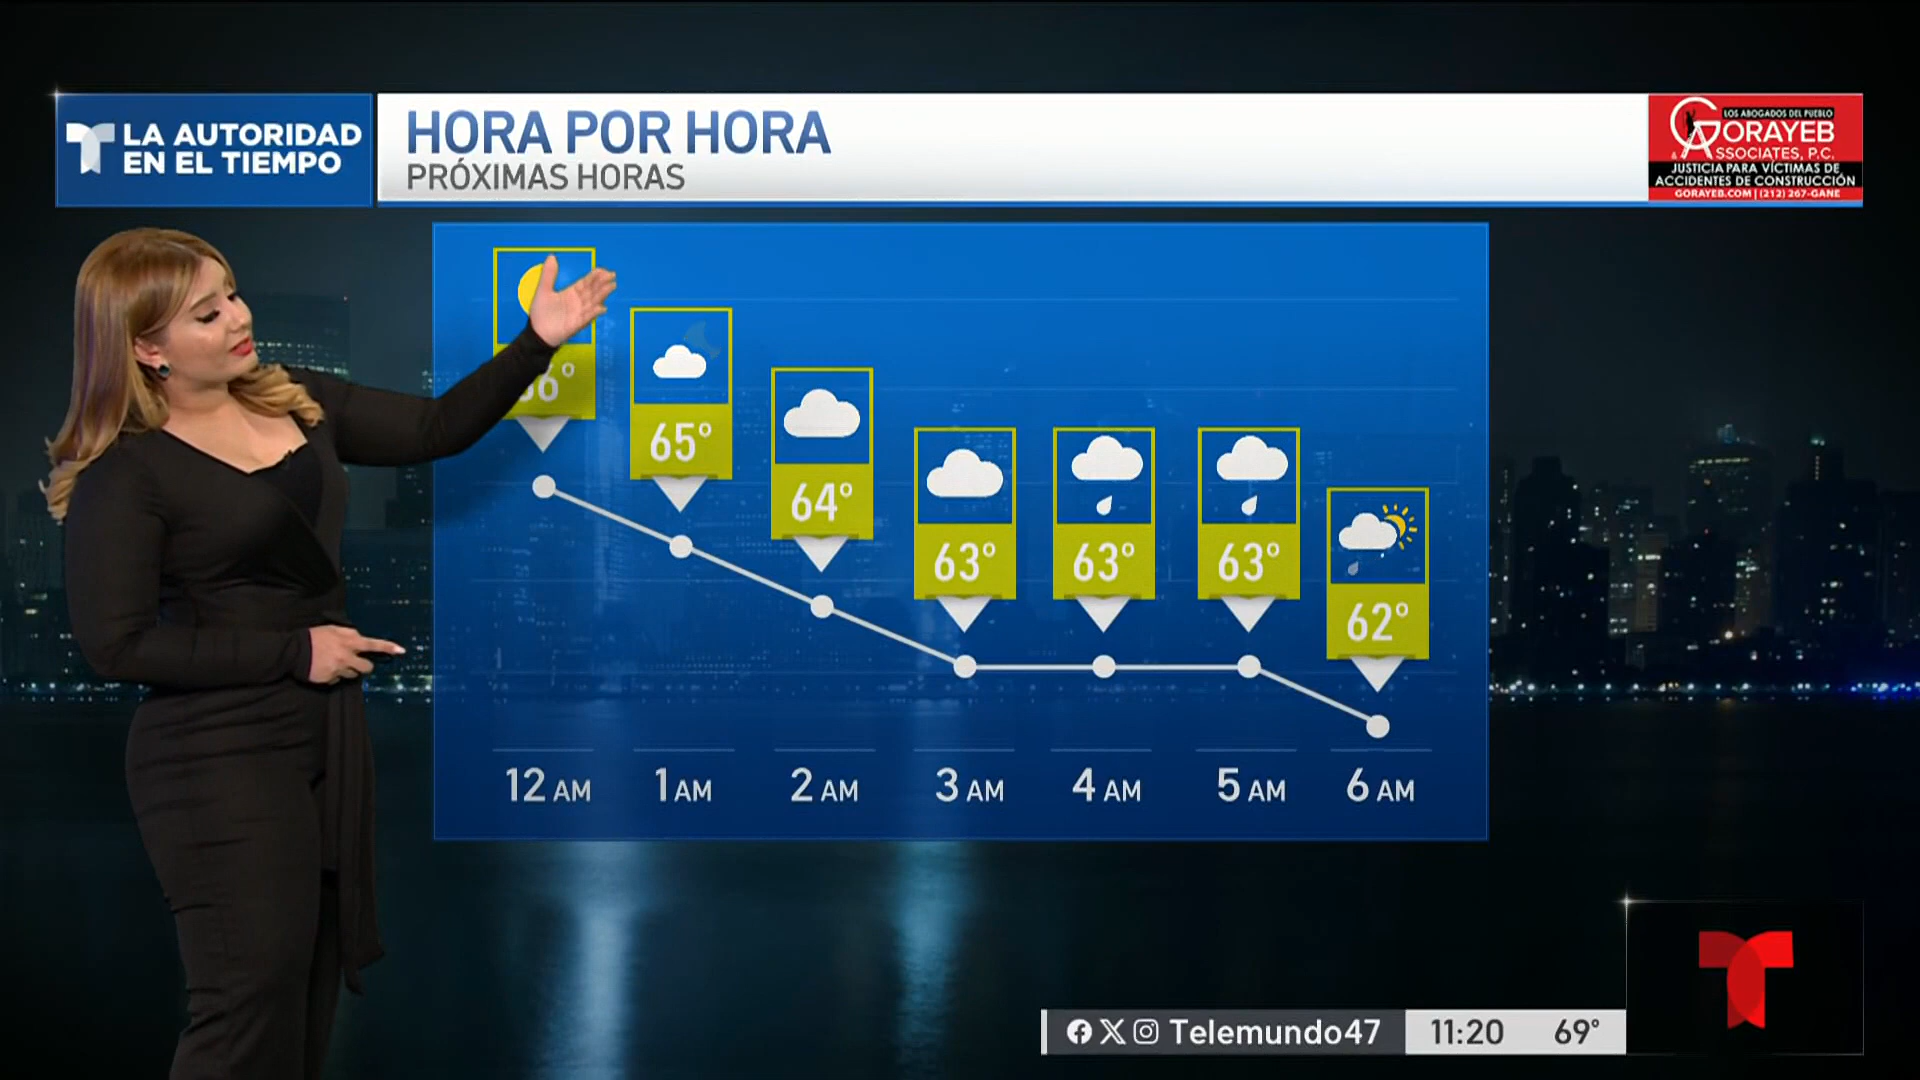 LA AUTORIDAD
EN EL TIEMPO
HORA POR HORA
PRÓXIMAS HORAS
LOS ABOGADOS DEL PUEBLO
GORAYEB
& ASSOCIATES, P.C.
JUSTICIA PARA VÍCTIMAS DE
ACCIDENTES DE CONSTRUCCIÓN
GORAYEB.COM | (212) 267-GANE
65°
64°
63°
63°
63°
62°
12 AM
1 AM
2 AM
3 AM
4 AM
5 AM
6 AM
Telemundo47
11:20
69°